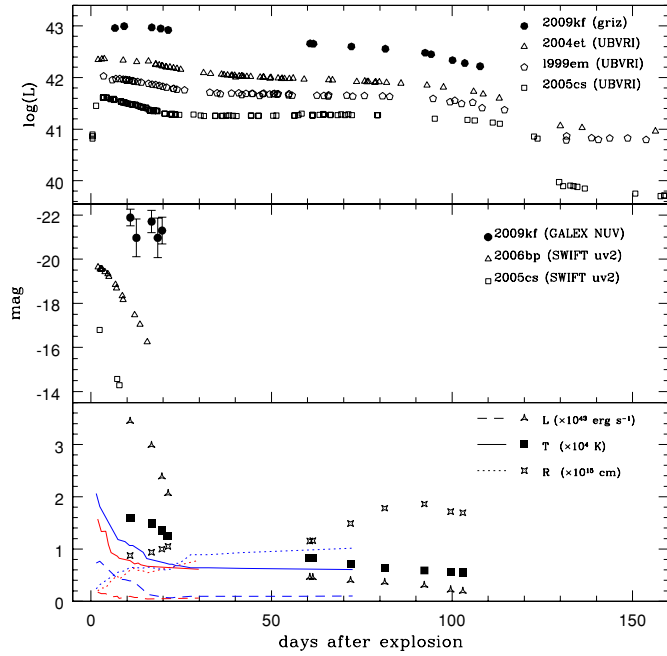 43
42
41
40
log(L)
2009kf (griz)
2004et (UBVRI)
1999em (UBVRI)
2005cs (UBVRI)
-22
-20
-18
-16
-14
mag
2009kf (GALEX NUV)
2006bp (SWIFT uv2)
2005cs (SWIFT uv2)
3
2
1
0
L (×10⁴³ erg s⁻¹)
T (×10⁴ K)
R (×10¹⁵ cm)
0 50 100 150
days after explosion